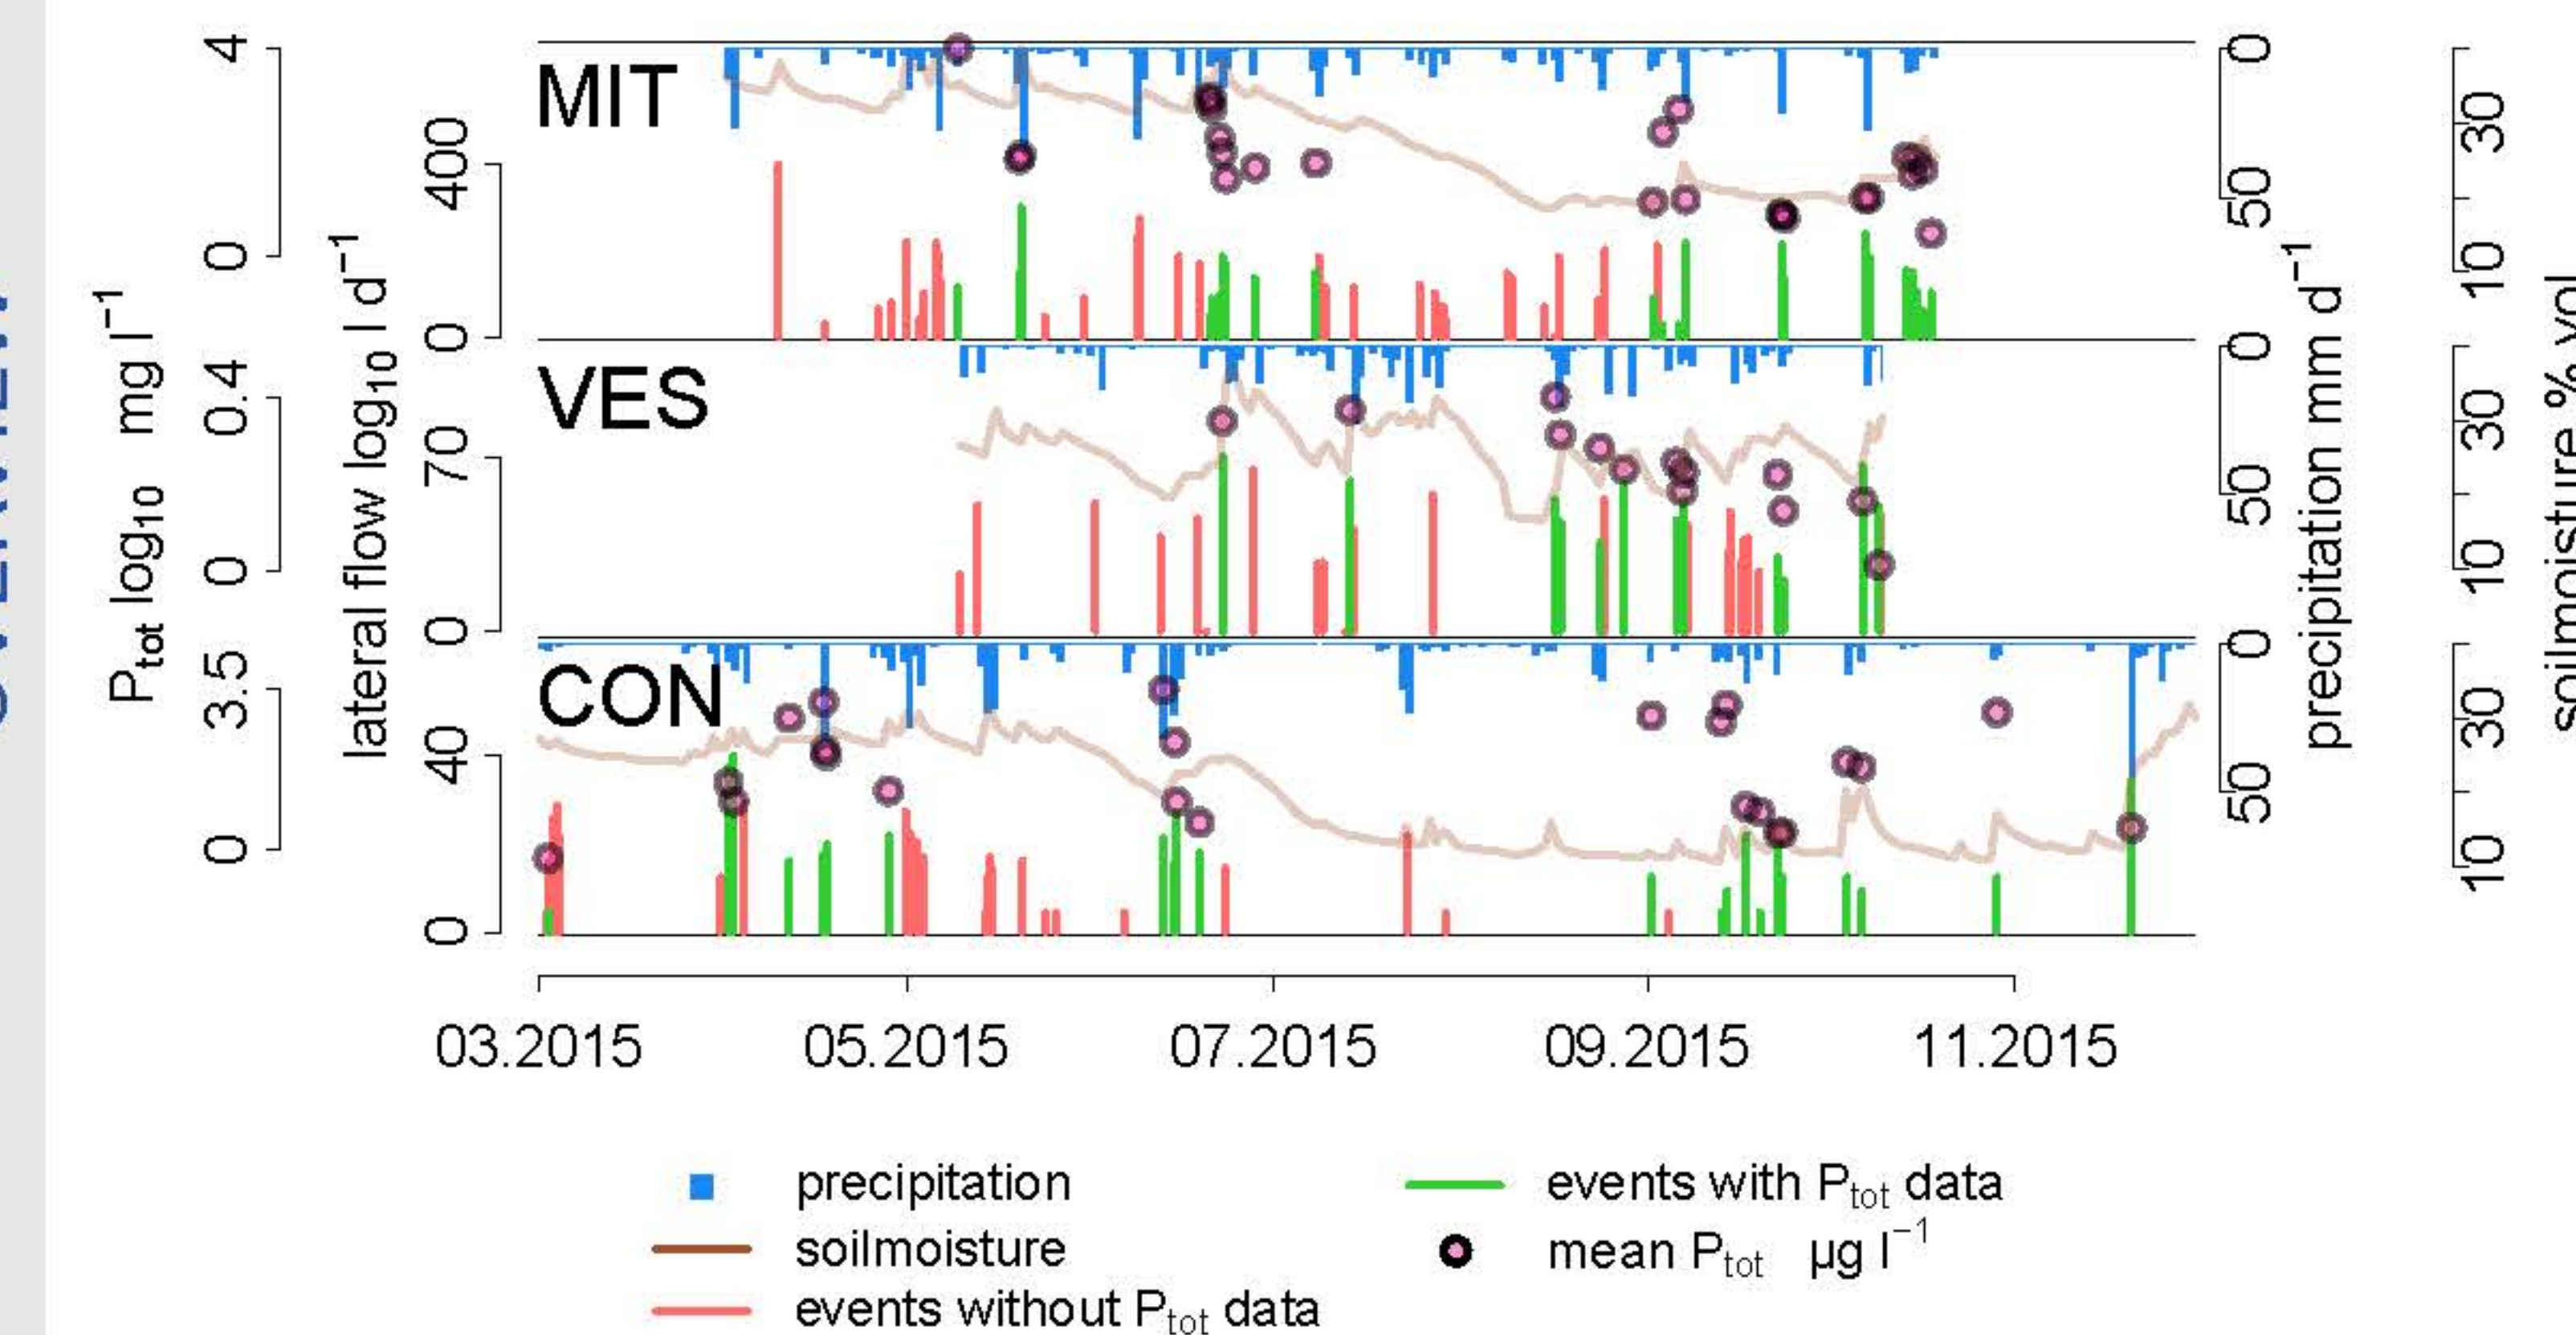 MIT
VES
CON
P_tot log₁₀ mg l⁻¹
4
0
0.4
0
3.5
0
lateral flow log₁₀ l d⁻¹
400
0
70
0
40
0
precipitation mm d⁻¹
0
50
0
50
0
50
soilmoisture % vol
30
10
30
10
30
10
03.2015 05.2015 07.2015 09.2015 11.2015
precipitation
soilmoisture
events without P_tot data
events with P_tot data
mean P_tot µg l⁻¹